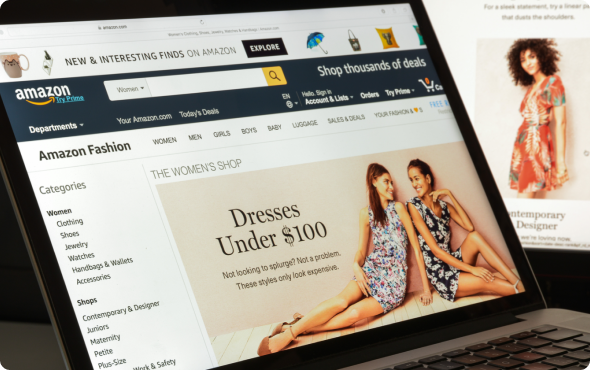 amazon.com
Women's Clothing, Shoes, Jewelry, Watches & Handbags - Amazon.com
NEW & INTERESTING FINDS ON AMAZON EXPLORE
amazon
Try Prime
Women
Shop thousands of deals
Departments
Your Amazon.com Today's Deals
EN
Hello. Sign in
Account & Lists Orders Try Prime
Amazon Fashion
WOMEN MEN GIRLS BOYS BABY LUGGAGE SALES & DEALS YOUR FASHION
Categories
Women
Clothing
Shoes
Jewelry
Watches
Handbags & Wallets
Accessories
Shops
Contemporary & Designer
Juniors
Maternity
Petite
Plus-Size
Work & Safety
THE WOMEN'S SHOP
Dresses
Under $100
Not looking to splurge? Not a problem.
These styles only look expensive.
For a sleek statement, try a linear
that dusts the shoulders.
Designer